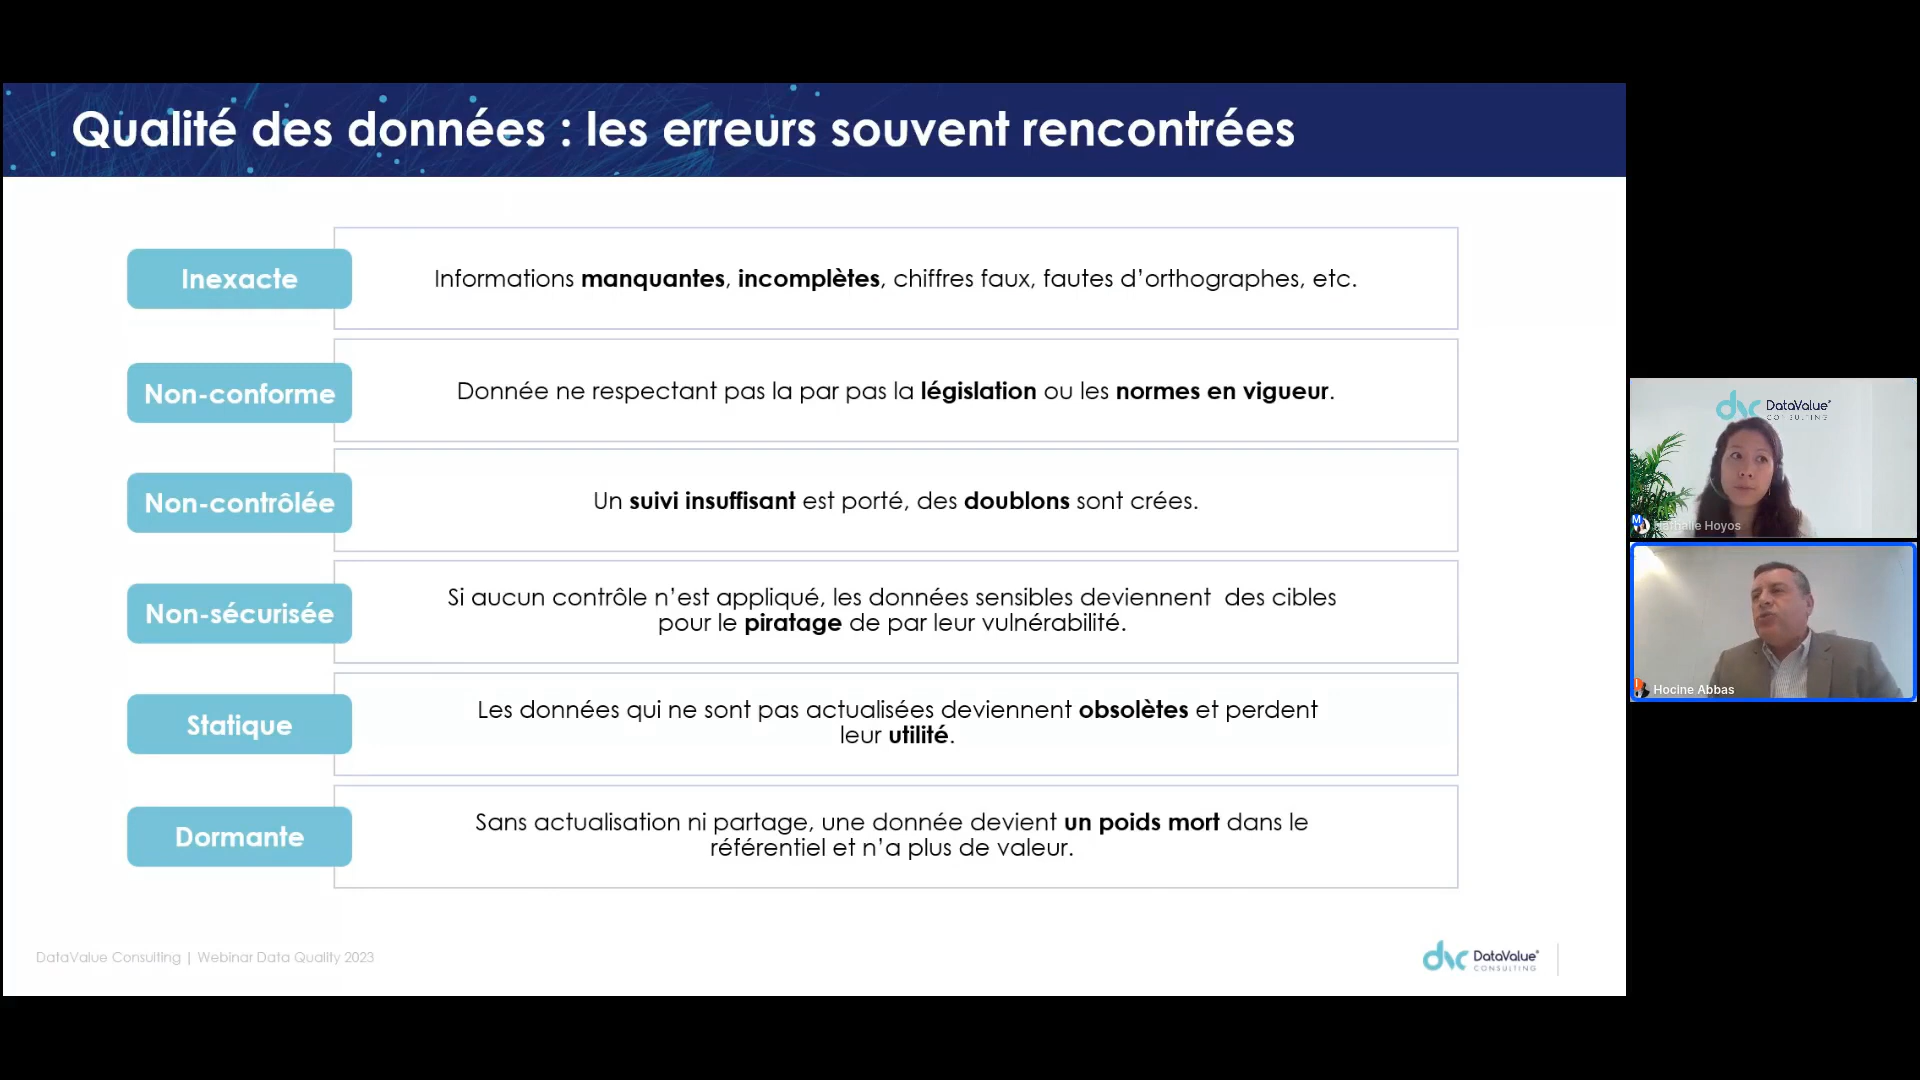 Qualité des données : les erreurs souvent rencontrées
Inexacte
Informations manquantes, incomplètes, chiffres faux, fautes d’orthographes, etc.
Non-conforme
Donnée ne respectant pas la par pas la législation ou les normes en vigueur.
Non-contrôlée
Un suivi insuffisant est porté, des doublons sont crées.
Non-sécurisée
Si aucun contrôle n’est appliqué, les données sensibles deviennent des cibles
pour le piratage de par leur vulnérabilité.
Statique
Les données qui ne sont pas actualisées deviennent obsolètes et perdent
leur utilité.
Dormante
Sans actualisation ni partage, une donnée devient un poids mort dans le
référentiel et n’a plus de valeur.
DataValue Consulting | Webinar Data Quality 2023
dvc DataValue
CONSULTING
DataValue
CONSULTING
M
Hoyos
Hocine Abbas